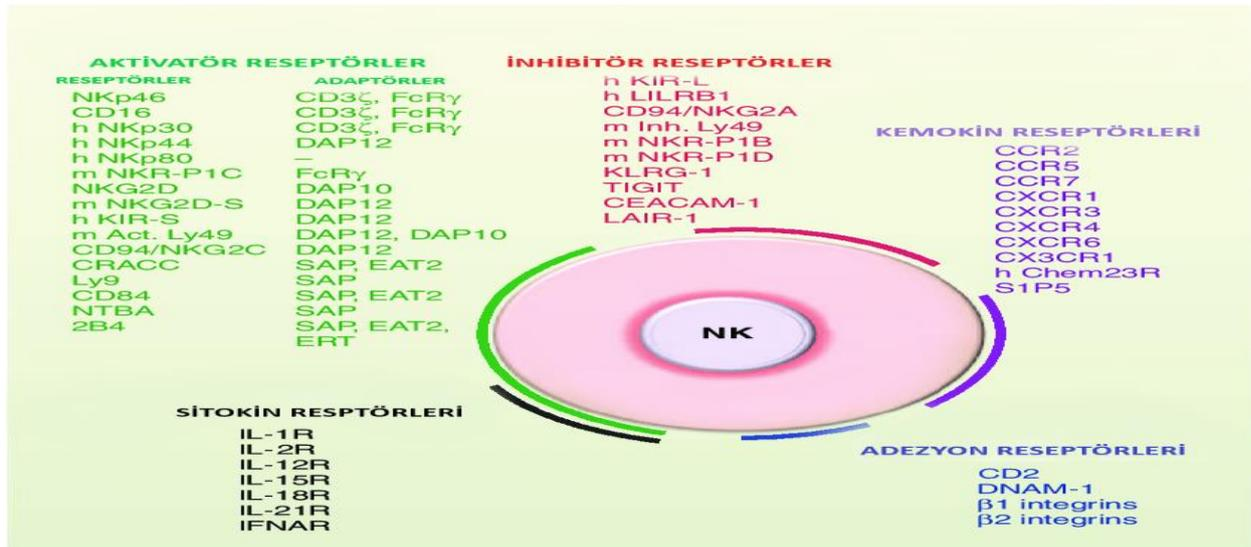 AKTİVATÖR RESEPTÖRLER
RESEPTÖRLER ADAPTÖRLER
NKp46 CD3ζ, FcRγ
CD16 CD3ζ, FcRγ
h NKp30 CD3ζ, FcRγ
h NKp44 DAP12
h NKp80 –
m NKR-P1C FcRγ
NKG2D DAP10
m NKG2D-S DAP12
h KIR-S DAP12
m Act. Ly49 DAP12, DAP10
CD94/NKG2C DAP12
CRACC SAP, EAT2
Ly9 SAP
CD84 SAP, EAT2
NTBA SAP
2B4 SAP, EAT2,
ERT
İNHİBİTÖR RESEPTÖRLER
h KIR-L
h LILRB1
CD94/NKG2A
m Inh. Ly49
m NKR-P1B
m NKR-P1D
KLRG-1
TIGIT
CEACAM-1
LAIR-1
KEMOKİN RESEPTÖRLERİ
CCR2
CCR5
CCR7
CXCR1
CXCR3
CXCR4
CXCR6
CX3CR1
h Chem23R
S1P5
NK
SİTOKİN RESPTÖRLERİ
IL-1R
IL-2R
IL-12R
IL-15R
IL-18R
IL-21R
IFNAR
ADEZYON RESEPTÖRLERİ
CD2
DNAM-1
β1 integrins
β2 integrins